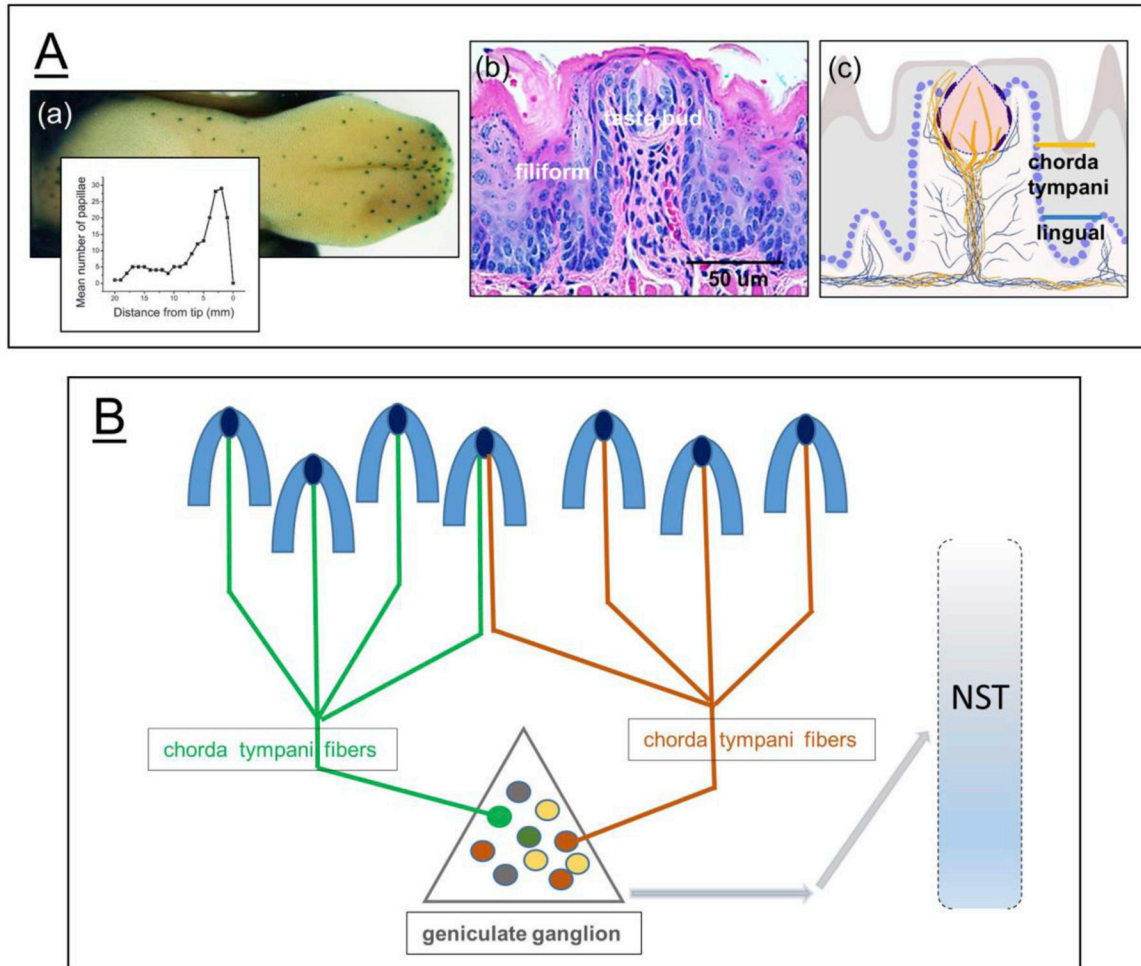 A
(a)
Mean number of papillae
30
25
20
15
10
5
0
20
15
10
5
0
Distance from tip (mm)
(b)
taste bud
filiform
50 um
(c)
chorda
tympani
lingual
B
chorda tympani fibers
chorda tympani fibers
geniculate ganglion
NST